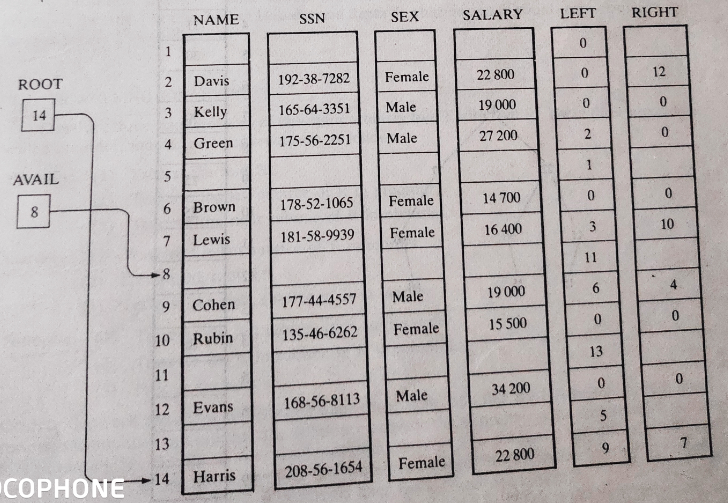 NAME SSN SEX SALARY LEFT RIGHT
1 0
2 Davis 192-38-7282 Female 22 800 0 12
ROOT
14
3 Kelly 165-64-3351 Male 19 000 0 0
4 Green 175-56-2251 Male 27 200 2 0
5 1
AVAIL
8
6 Brown 178-52-1065 Female 14 700 0 0
7 Lewis 181-58-9939 Female 16 400 3 10
8 11
9 Cohen 177-44-4557 Male 19 000 6 4
10 Rubin 135-46-6262 Female 15 500 0 0
11 13
12 Evans 168-56-8113 Male 34 200 0 0
13 5
14 Harris 208-56-1654 Female 22 800 9 7
OCOPHONE